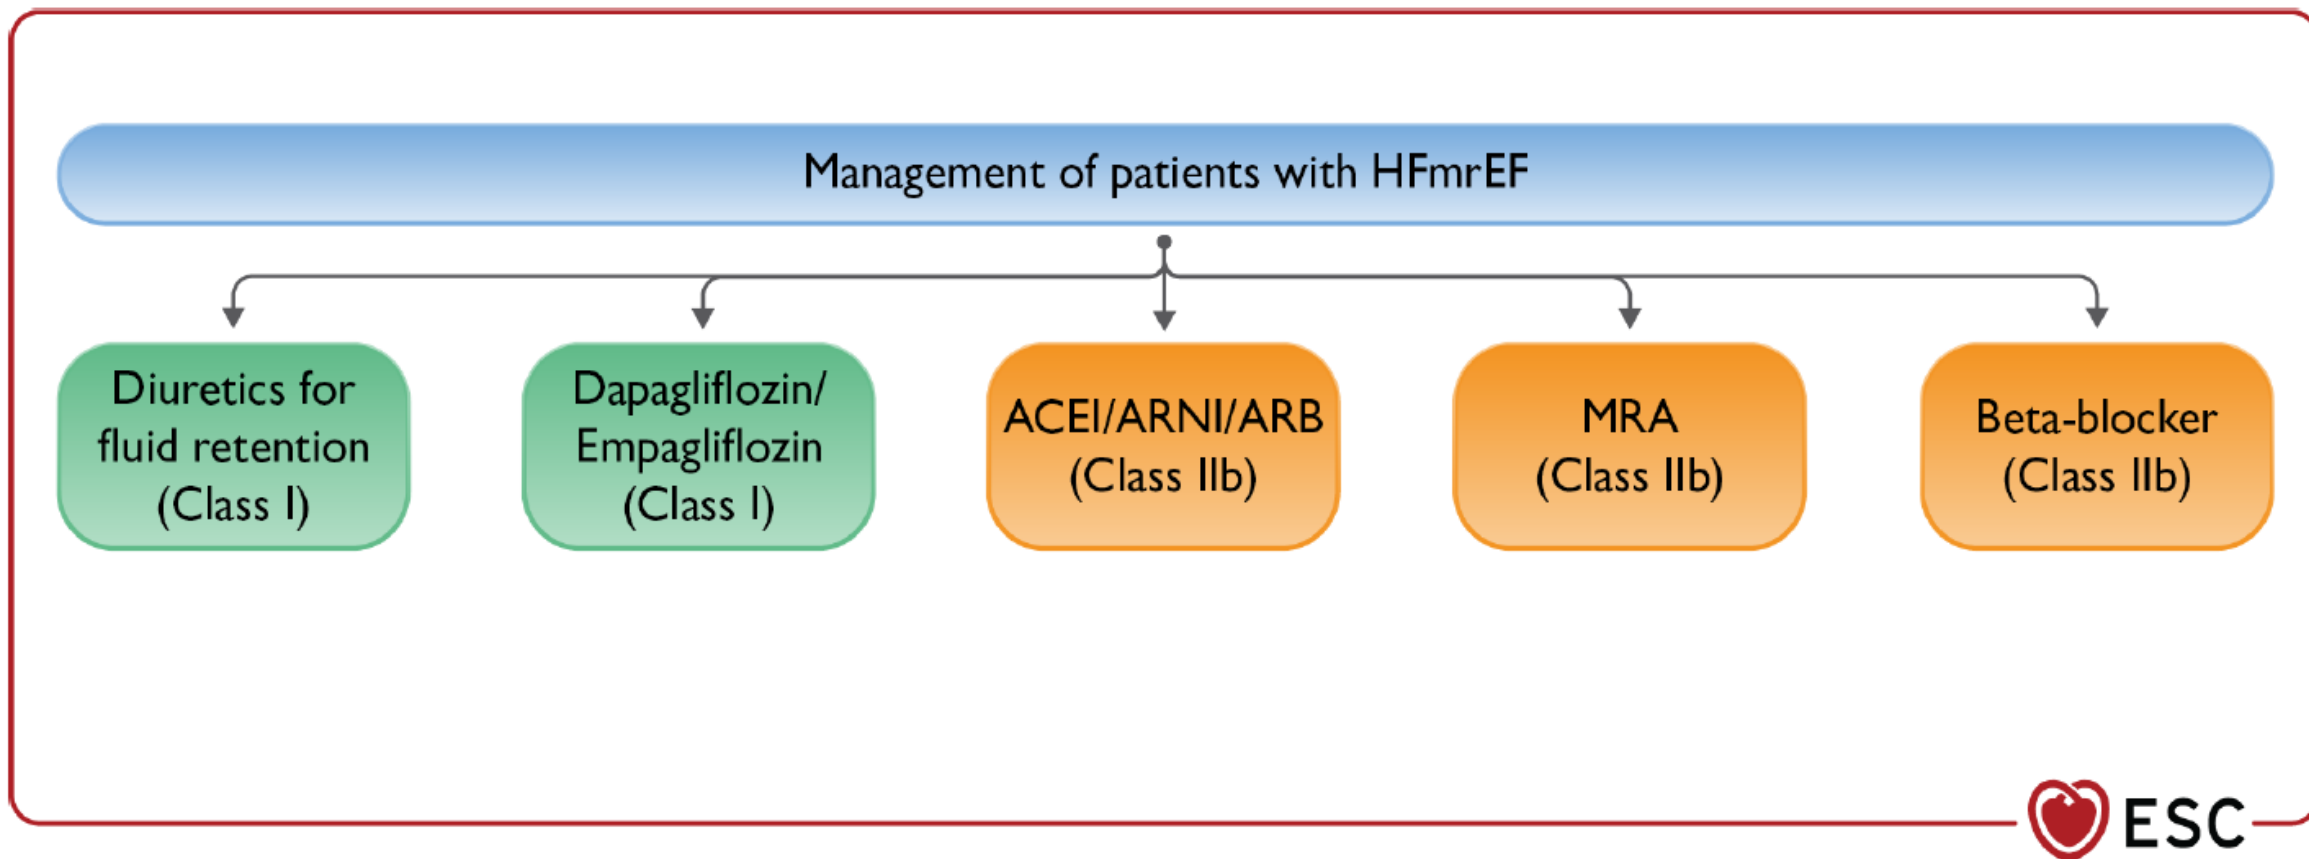 Management of patients with HFmrEF
Diuretics for
fluid retention
(Class I)
Dapagliflozin/
Empagliflozin
(Class I)
ACEI/ARNI/ARB
(Class IIb)
MRA
(Class IIb)
Beta-blocker
(Class IIb)
ESC